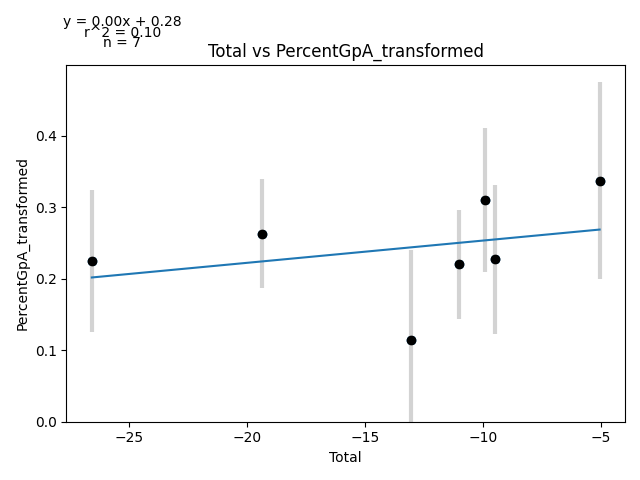 y = 0.00x + 0.28
r^2 = 0.10
n = 7
Total vs PercentGpA_transformed
PercentGpA_transformed
0.4
0.3
0.2
0.1
0.0
−25
−20
−15
−10
−5
Total